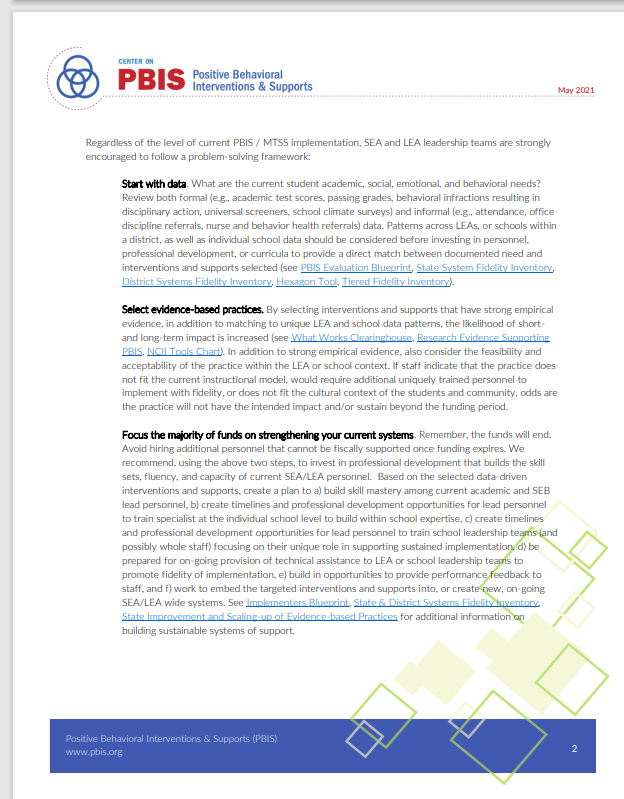 CENTER ON
PBIS Positive Behavioral
Interventions & Supports
May 2021
Regardless of the level of current PBIS / MTSS implementation, SEA and LEA leadership teams are strongly
encouraged to follow a problem-solving framework:
Start with data. What are the current student academic, social, emotional, and behavioral needs?
Review both formal (e.g., academic test scores, passing grades, behavioral infractions resulting in
disciplinary action, universal screeners, school climate surveys) and informal (e.g., attendance, office
discipline referrals, nurse and behavior health referrals) data. Patterns across LEAs, or schools within
a district, as well as individual school data should be considered before investing in personnel,
professional development, or curricula to provide a direct match between documented need and
interventions and supports selected (see PBIS Evaluation Blueprint, State System Fidelity Inventory,
District Systems Fidelity Inventory, Hexagon Tool, Tiered Fidelity Inventory).
Select evidence-based practices. By selecting interventions and supports that have strong empirical
evidence, in addition to matching to unique LEA and school data patterns, the likelihood of short-
and long-term impact is increased (see What Works Clearinghouse, Research Evidence Supporting
PBIS, NCII Tools Chart). In addition to strong empirical evidence, also consider the feasibility and
acceptability of the practice within the LEA or school context. If staff indicate that the practice does
not fit the current instructional model, would require additional uniquely trained personnel to
implement with fidelity, or does not fit the cultural context of the students and community, odds are
the practice will not have the intended impact and/or sustain beyond the funding period.
Focus the majority of funds on strengthening your current systems. Remember, the funds will end.
Avoid hiring additional personnel that cannot be fiscally supported once funding expires. We
recommend, using the above two steps, to invest in professional development that builds the skill
sets, fluency, and capacity of current SEA/LEA personnel. Based on the selected data-driven
interventions and supports, create a plan to a) build skill mastery among current academic and SEB
lead personnel, b) create timelines and professional development opportunities for lead personnel
to train specialist at the individual school level to build within school expertise, c) create timelines
and professional development opportunities for lead personnel to train school leadership teams (and
possibly whole staff) focusing on their unique role in supporting sustained implementation, d) be
prepared for on-going provision of technical assistance to LEA or school leadership teams to
promote fidelity of implementation, e) build in opportunities to provide performance feedback to
staff, and f) work to embed the targeted interventions and supports into, or create new, on-going
SEA/LEA wide systems. See Implementers Blueprint, State & District Systems Fidelity Inventory,
State Improvement and Scaling-up of Evidence-based Practices for additional information on
building sustainable systems of support.
Positive Behavioral Interventions & Supports (PBIS)
www.pbis.org
2